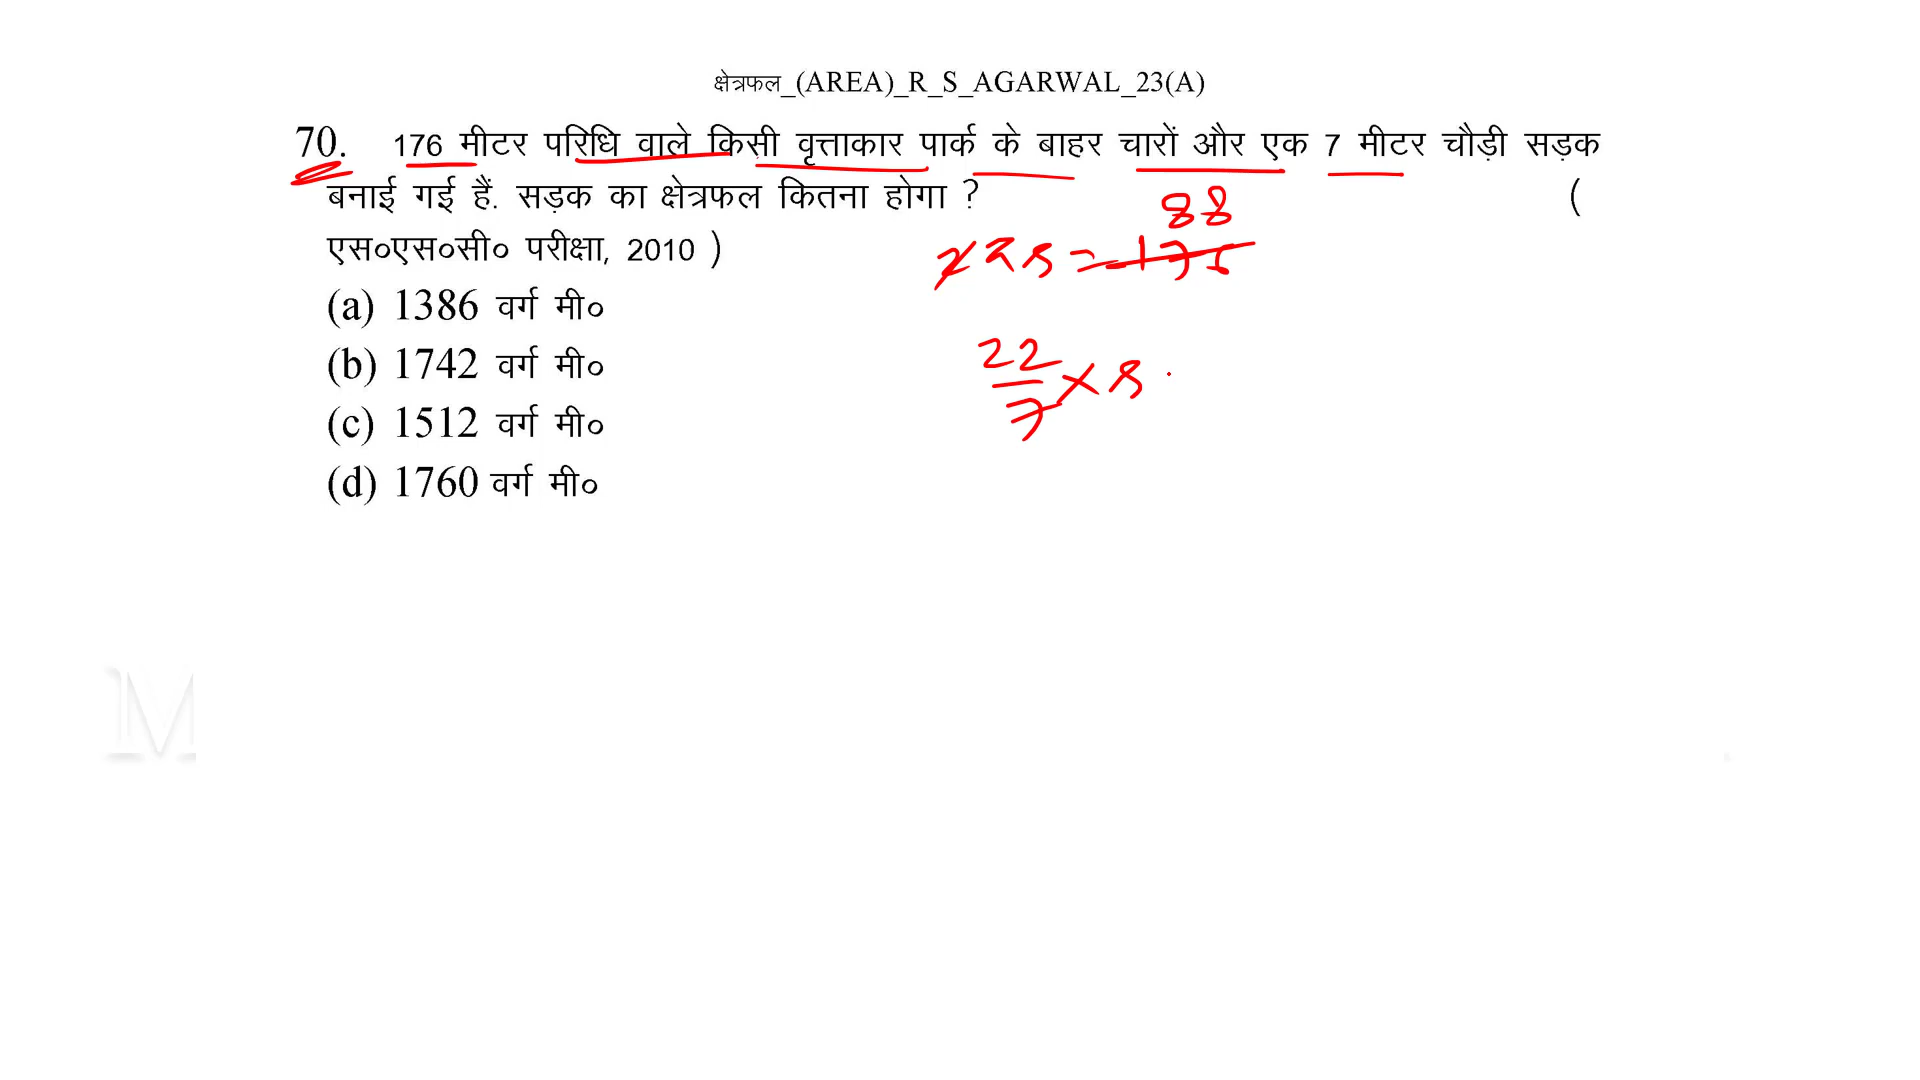 क्षेत्रफल_(AREA)_R_S_AGARWAL_23(A)
70. 176 मीटर परिधि वाले किसी वृत्ताकार पार्क के बाहर चारों और एक 7 मीटर चौड़ी सड़क
बनाई गई हैं. सड़क का क्षेत्रफल कितना होगा ? (
एस०एस०सी० परीक्षा, 2010 )
(a) 1386 वर्ग मी०
(b) 1742 वर्ग मी०
(c) 1512 वर्ग मी०
(d) 1760 वर्ग मी०
88
22/7 ×
M